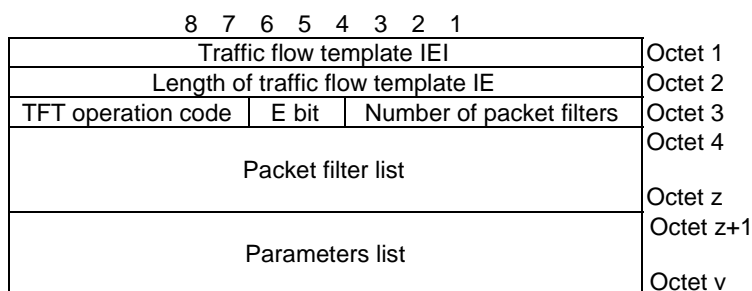 8 7 6 5 4 3 2 1
Traffic flow template IEI Octet 1
Length of traffic flow template IE Octet 2
TFT operation code E bit Number of packet filters Octet 3
Octet 4
Packet filter list
Octet z
Octet z+1
Parameters list
Octet v